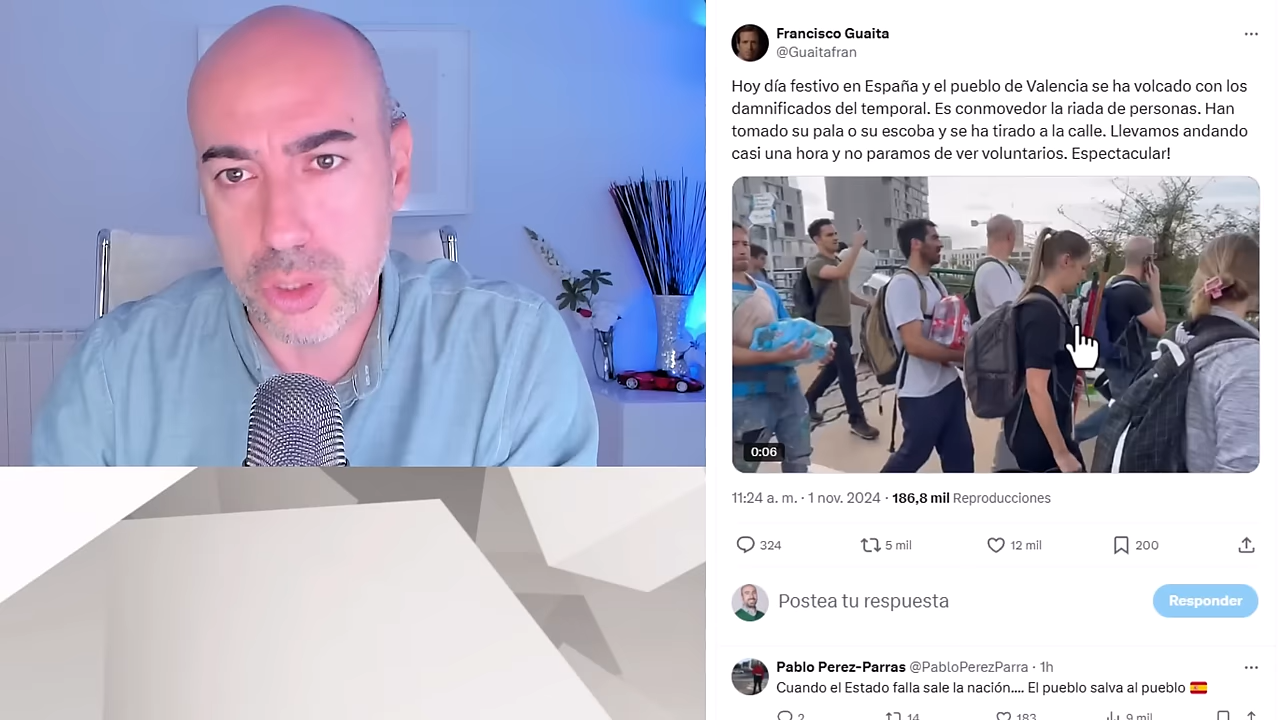 Francisco Guaita
@Guaitafran
Hoy día festivo en España y el pueblo de Valencia se ha volcado con los
damnificados del temporal. Es conmovedor la riada de personas. Han
tomado su pala o su escoba y se ha tirado a la calle. Llevamos andando
casi una hora y no paramos de ver voluntarios. Espectacular!
0:06
11:24 a. m. · 1 nov. 2024 · 186,8 mil Reproducciones
324 5 mil 12 mil 200
Postea tu respuesta
Responder
Pablo Perez-Parras @PabloPerezParra · 1h
Cuando el Estado falla sale la nación.... El pueblo salva al pueblo 🇪🇸
2 14 183 9 mil